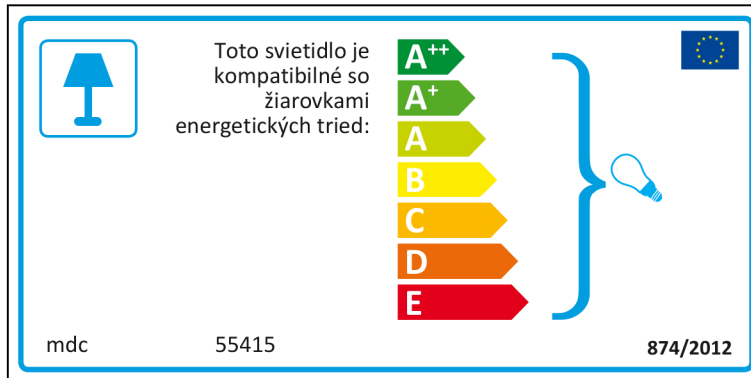 Toto svietidlo je
kompatibilné so
žiarovkami
energetických tried:
A++
A+
A
B
C
D
E
mdc 55415 874/2012